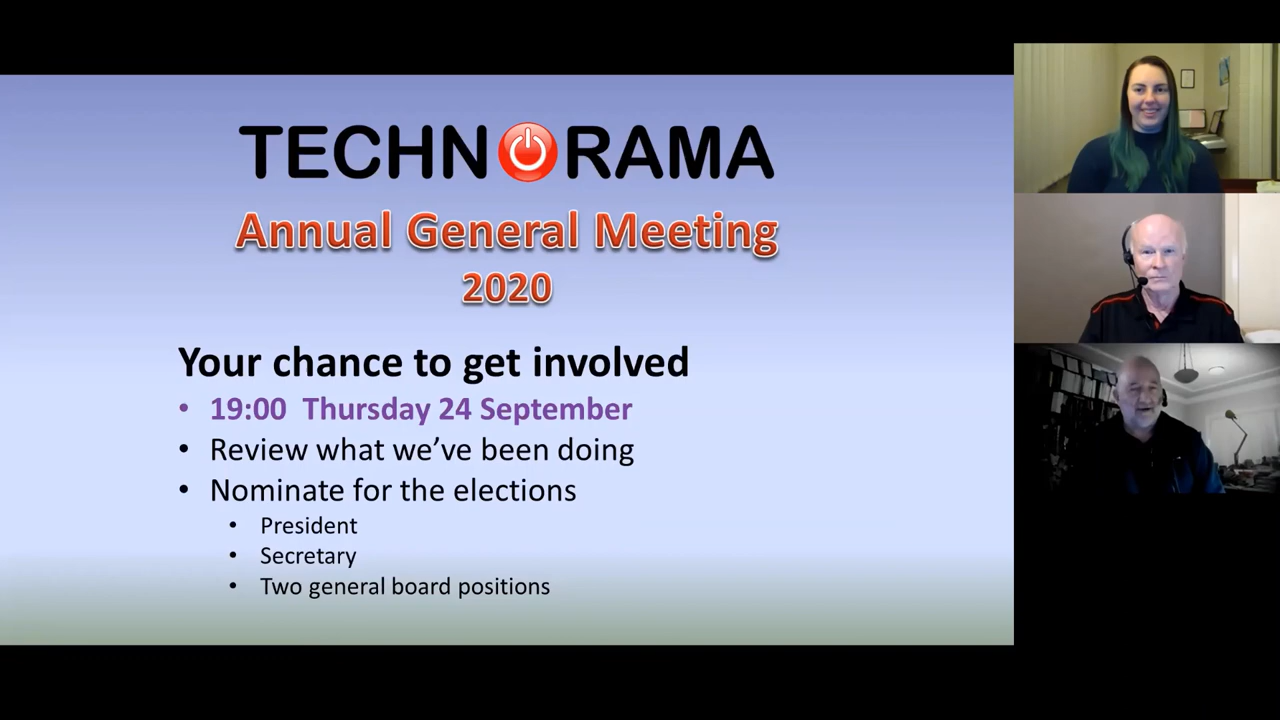 TECHNORAMA
Annual General Meeting
2020
Your chance to get involved
• 19:00 Thursday 24 September
• Review what we’ve been doing
• Nominate for the elections
• President
• Secretary
• Two general board positions